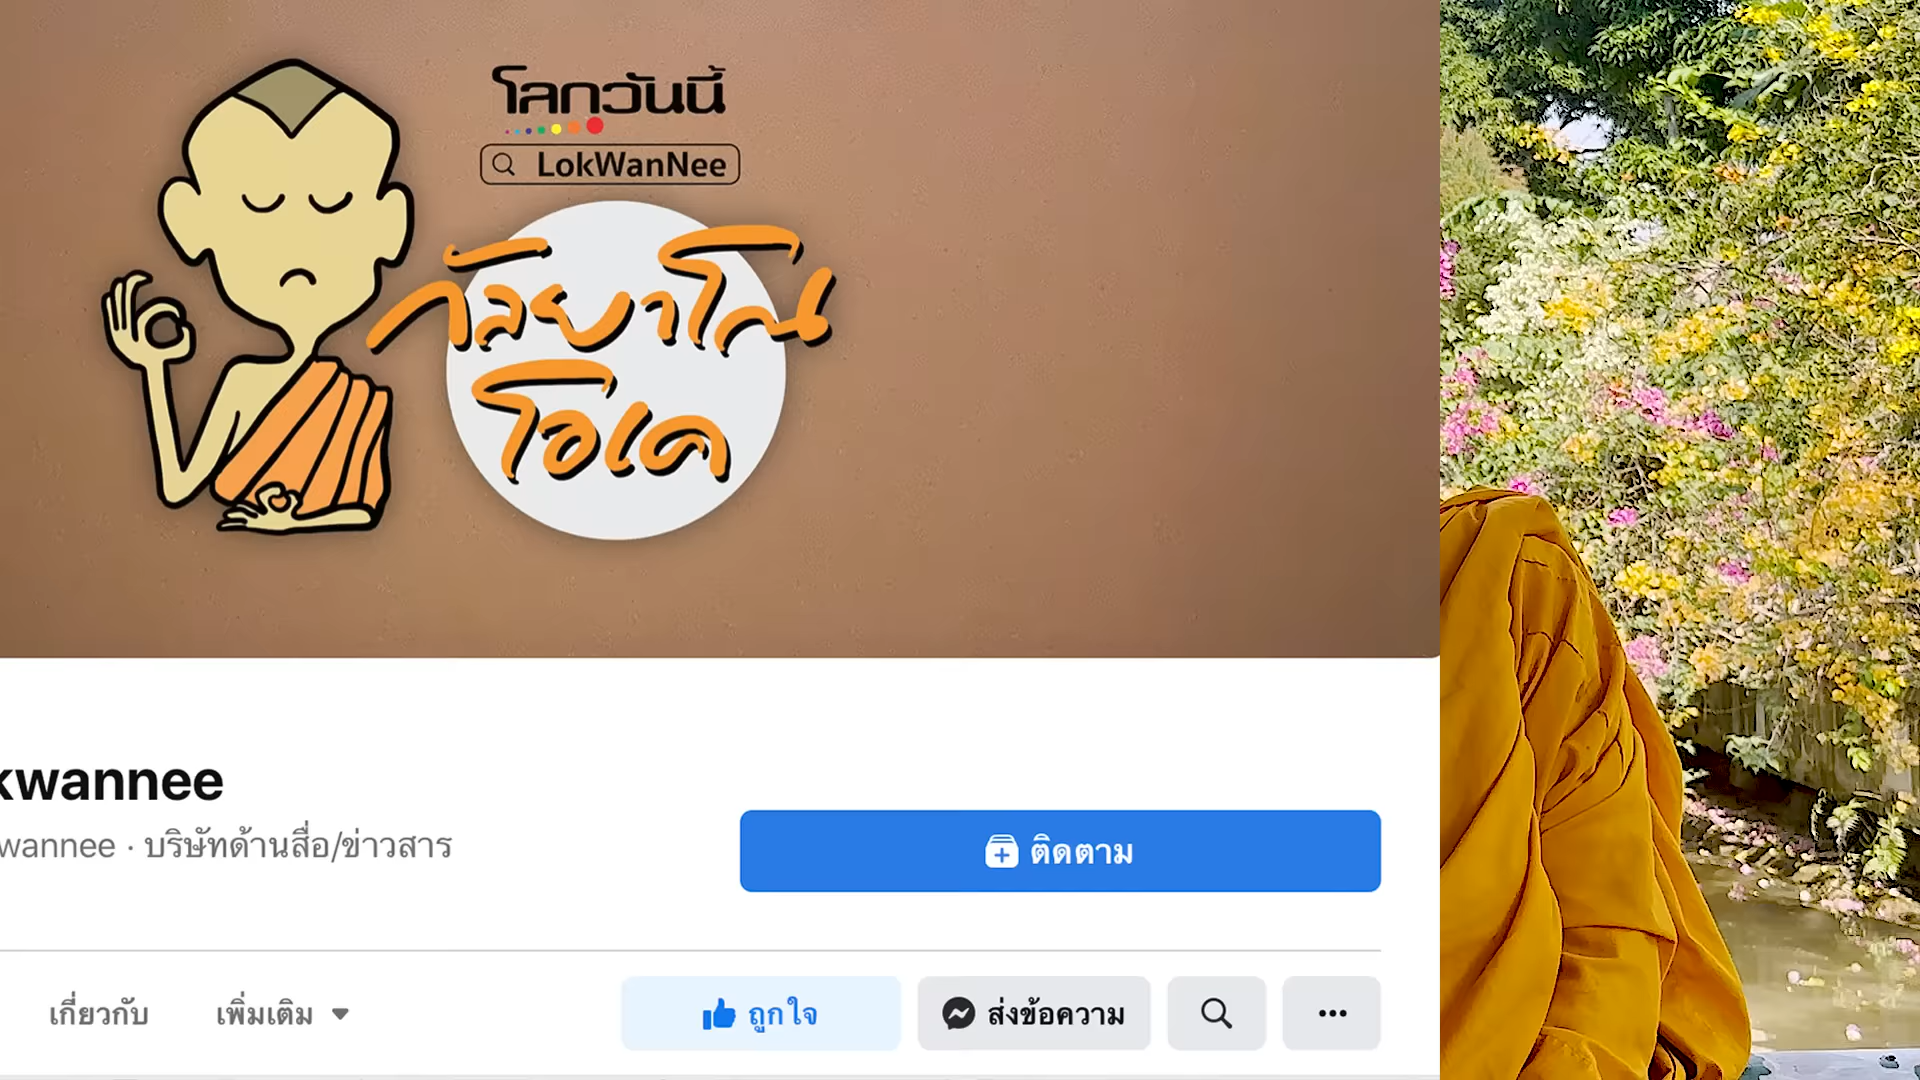 โลกวันนี้
LokWanNee
กัลยาโณ
โอเค
kwannee
wannee · บริษัทด้านสื่อ/ข่าวสาร
ติดตาม
เกี่ยวกับ เพิ่มเติม
ถูกใจ ส่งข้อความ